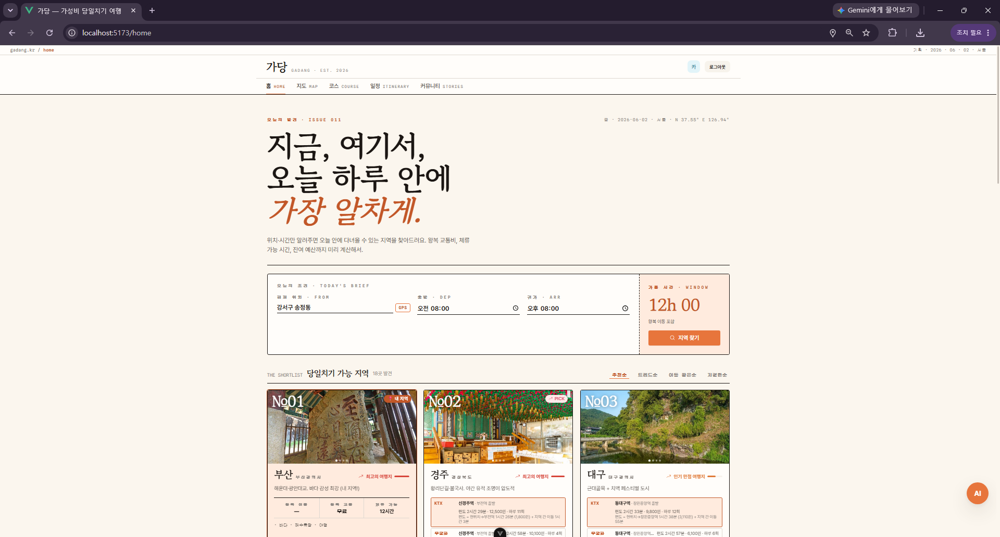 가당 — 가성비 당일치기 여행
Gemini에게 물어보기
localhost:5173/home
조치 필요
gadang.kr / home
기획 · 2026 · 06 · 02 · 서울
가당 GADANG · EST. 2026
카
로그아웃
홈 HOME
지도 MAP
코스 COURSE
일정 ITINERARY
커뮤니티 STORIES
오늘의 발견 · ISSUE 011
글 · 2026·06·02 · 서울 · N 37.55° E 126.94°
지금, 여기서,
오늘 하루 안에
가장 알차게.
위치·시간만 알려주면 오늘 안에 다녀올 수 있는 지역을 찾아드려요. 왕복 교통비, 체류
가능 시간, 잔여 예산까지 미리 계산해서.
오늘의 조건 · TODAY'S BRIEF
현재 위치 · FROM
강서구 송정동
GPS
출발 · DEP
오전 08:00
귀가 · ARR
오후 08:00
가용 시간 · WINDOW
12h 00
왕복 이동 포함
지역 찾기
THE SHORTLIST 당일치기 가능 지역 18곳 발견
추천순
트렌드순
이동 짧은순
저렴한순
№01
내 지역
부산 부산광역시
최고의 여행지
해운대·광안대교. 바다 감성 최강 (내 지역!)
왕복 이동
—
왕복 교통
무료
체류 가능
12시간
· 바다 · 해수욕장 · 야경
№02
PICK
경주 경상북도
최고의 여행지
황리단길·불국사. 야간 유적 조명이 압도적
KTX
신경주역 · 부전역 출발
편도 2시간 29분 · 12,500원 · 하루 11회
편도 = 현위치→부전역 1시간 26분 (1,800원) + 지역 간 이동 1시
간 3분
무궁화
신경주역 · 부전역 출발
2시간 58분 · 10,100원 · 하루 4회
№03
대구 대구광역시
인기 만점 여행지
근대골목 + 치맥 페스티벌 도시
KTX
동대구역 · 창원중앙역 출발
편도 2시간 33분 · 9,800원 · 하루 12회
편도 = 현위치→창원중앙역 1시간 38분 (3,110원) + 지역 간 이동
55분
무궁화
동대구역 · 창원중앙역... 편도 2시간 57분 · 6,100원 · 하루 6회
AI